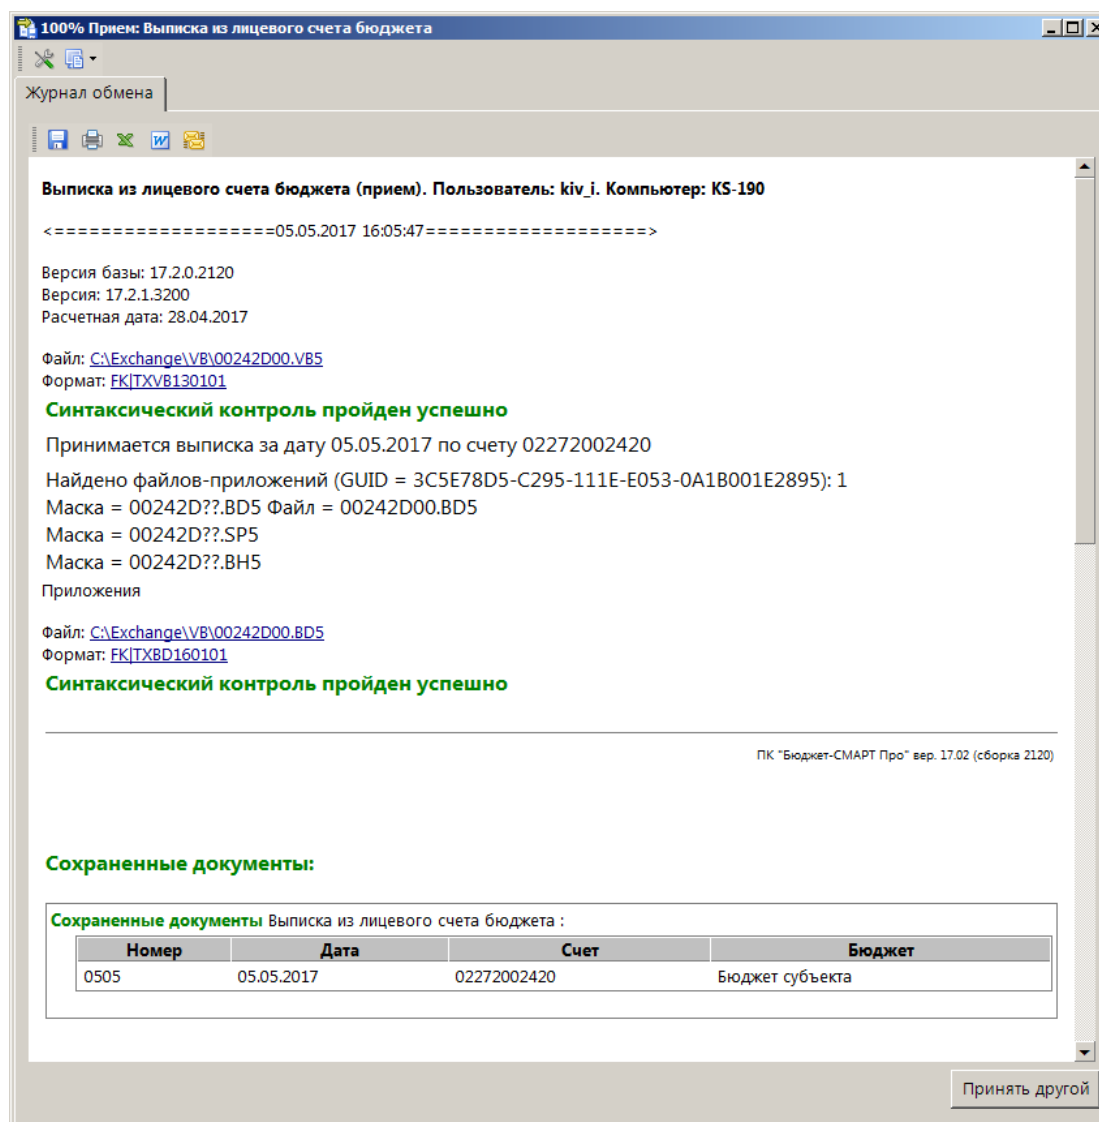 100% Прием: Выписка из лицевого счета бюджета
Журнал обмена
Выписка из лицевого счета бюджета (прием). Пользователь: kiv_i. Компьютер: KS-190
<===================05.05.2017 16:05:47===================>
Версия базы: 17.2.0.2120
Версия: 17.2.1.3200
Расчетная дата: 28.04.2017
Файл: C:\Exchange\VB\00242D00.VB5
Формат: FK|TXVB130101
Синтаксический контроль пройден успешно
Принимается выписка за дату 05.05.2017 по счету 02272002420
Найдено файлов-приложений (GUID = 3C5E78D5-C295-111E-E053-0A1B001E2895): 1
Маска = 00242D??.BD5 Файл = 00242D00.BD5
Маска = 00242D??.SP5
Маска = 00242D??.BH5
Приложения
Файл: C:\Exchange\VB\00242D00.BD5
Формат: FK|TXBD160101
Синтаксический контроль пройден успешно
ПК "Бюджет-СМАРТ Про" вер. 17.02 (сборка 2120)
Сохраненные документы:
Сохраненные документы Выписка из лицевого счета бюджета :
Номер Дата Счет Бюджет
0505 05.05.2017 02272002420 Бюджет субъекта
Принять другой